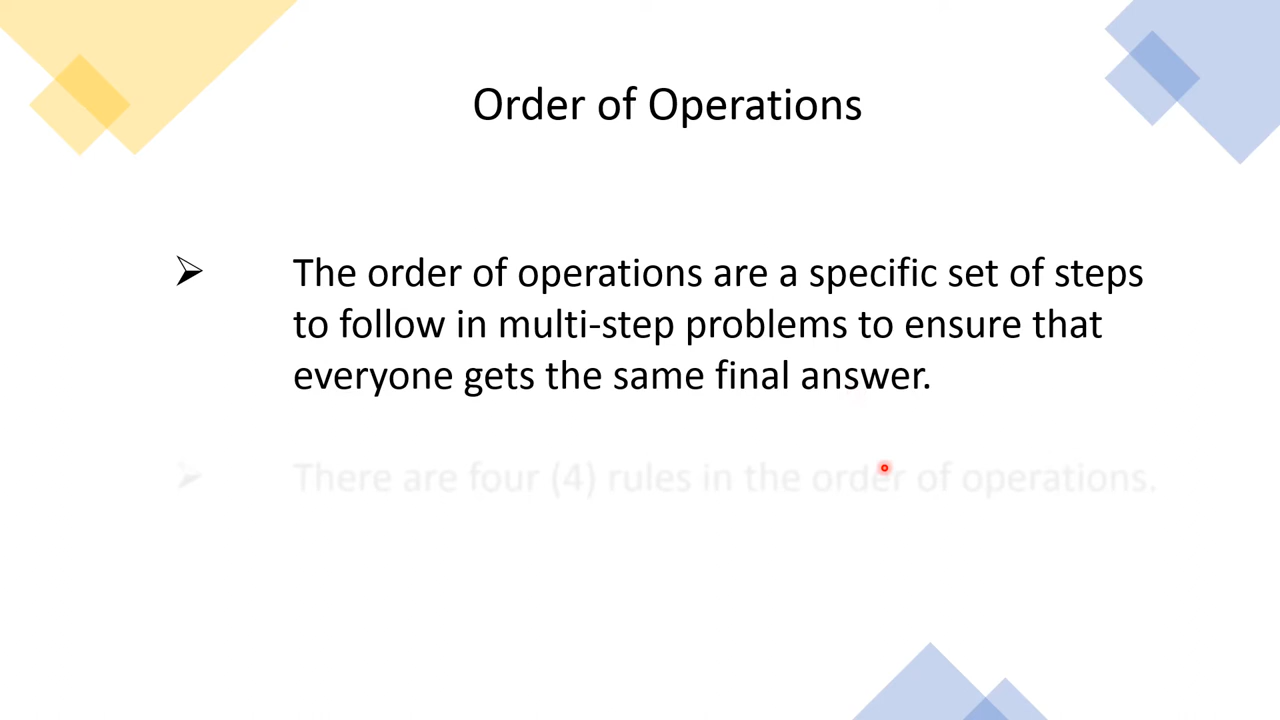 Order of Operations
➢ The order of operations are a specific set of steps
to follow in multi-step problems to ensure that
everyone gets the same final answer.
➢ There are four (4) rules in the order of operations.